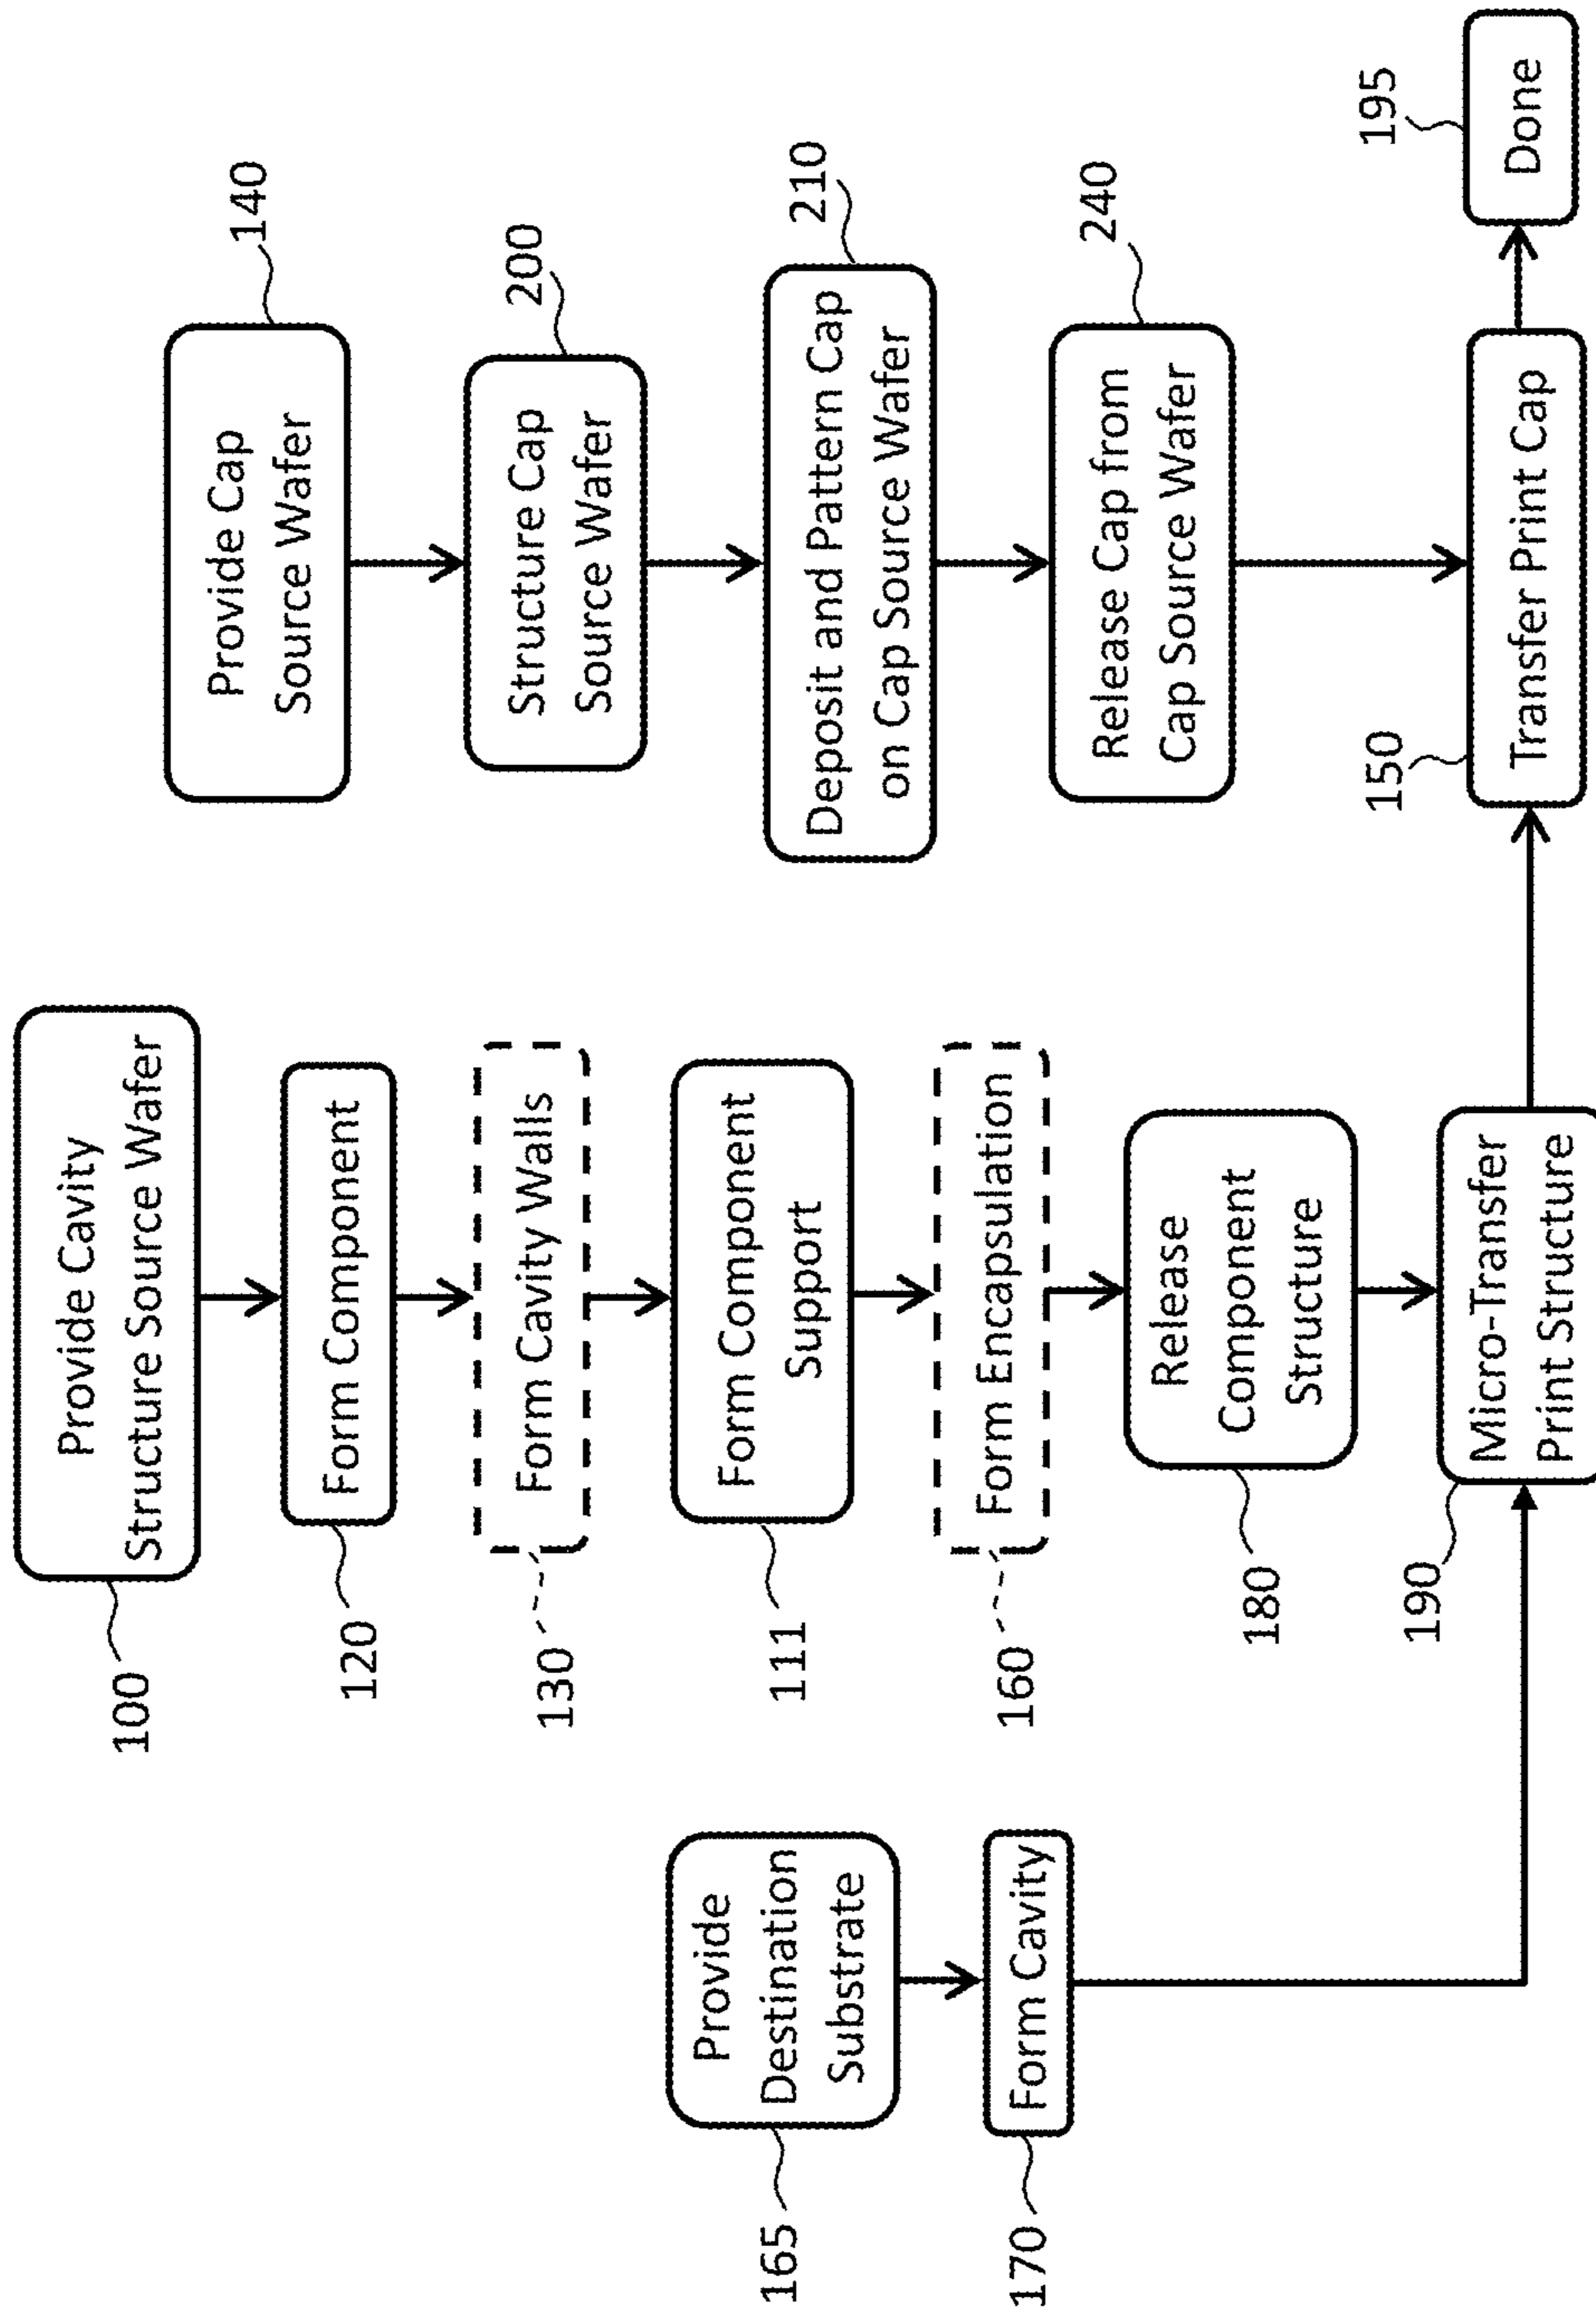 100
Provide Cavity
Structure Source Wafer
120
Form Component
130
Form Cavity Walls
111
Form Component
Support
160
Form Encapsulation
180
Release
Component
Structure
190
Micro-Transfer
Print Structure
165
Provide
Destination
Substrate
170
Form Cavity
140
Provide Cap
Source Wafer
200
Structure Cap
Source Wafer
210
Deposit and Pattern Cap
on Cap Source Wafer
240
Release Cap from
Cap Source Wafer
150
Transfer Print Cap
195
Done